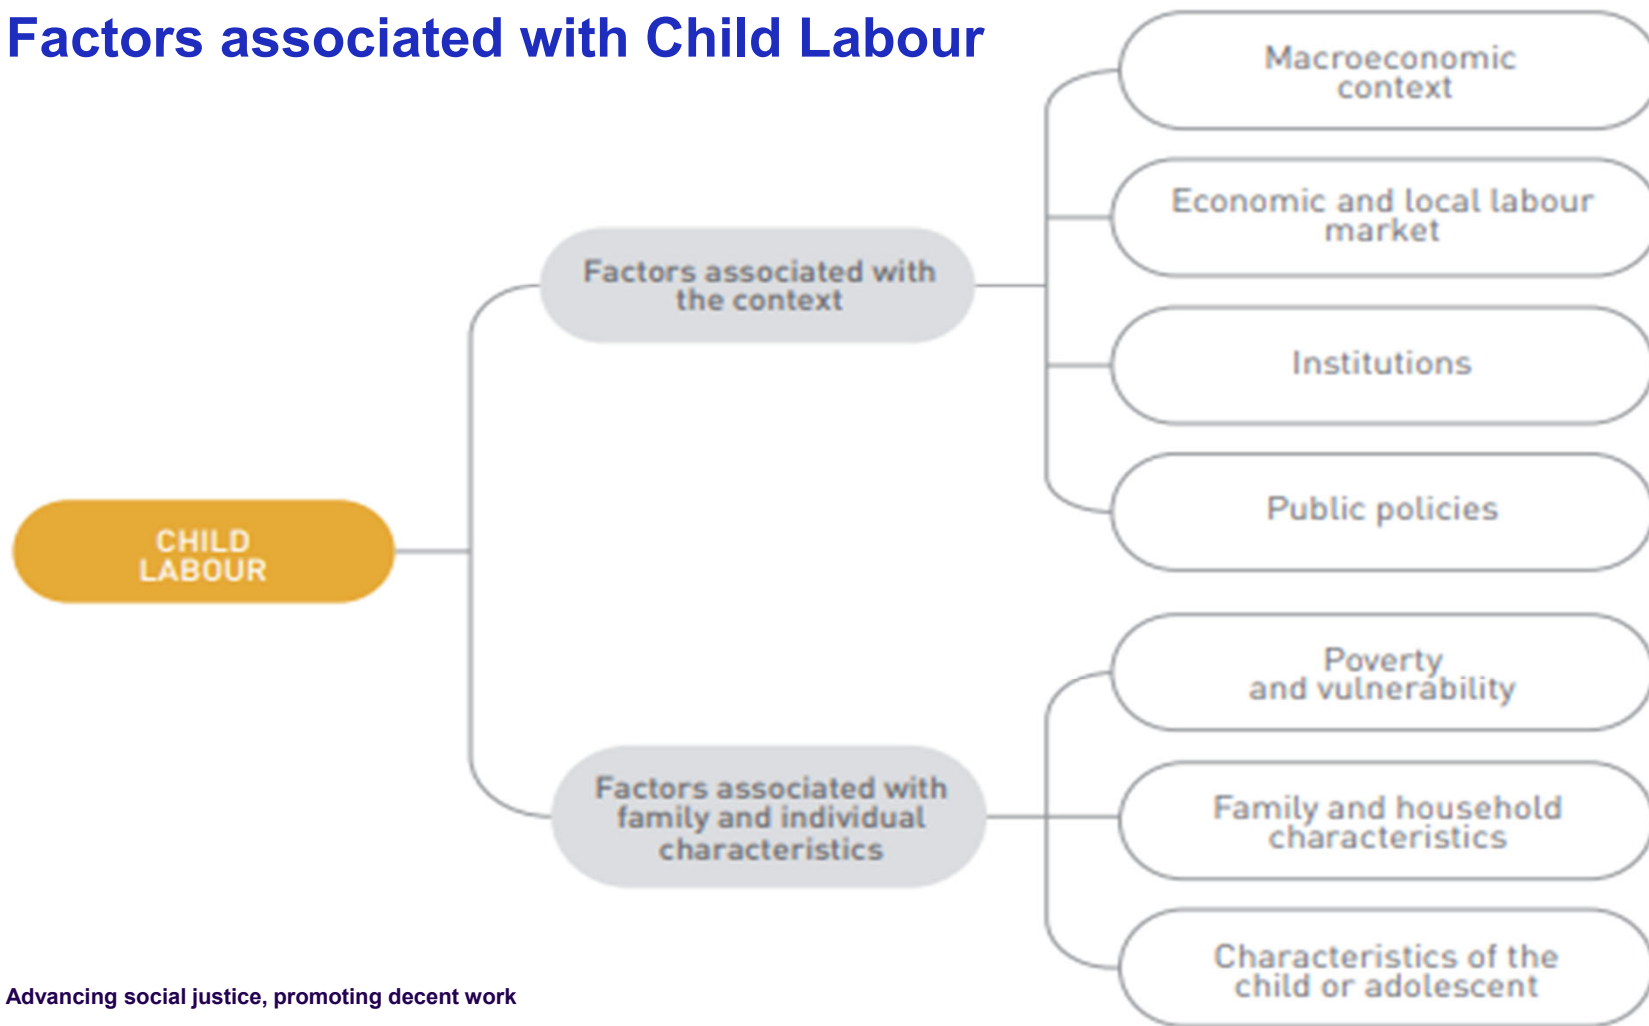 Factors associated with Child Labour
Macroeconomic
context
Economic and local labour
market
Factors associated with
the context
Institutions
Public policies
CHILD
LABOUR
Poverty
and vulnerability
Factors associated with
family and individual
characteristics
Family and household
characteristics
Characteristics of the
child or adolescent
Advancing social justice, promoting decent work